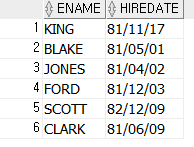 ENAME HIREDATE
1 KING 81/11/17
2 BLAKE 81/05/01
3 JONES 81/04/02
4 FORD 81/12/03
5 SCOTT 82/12/09
6 CLARK 81/06/09